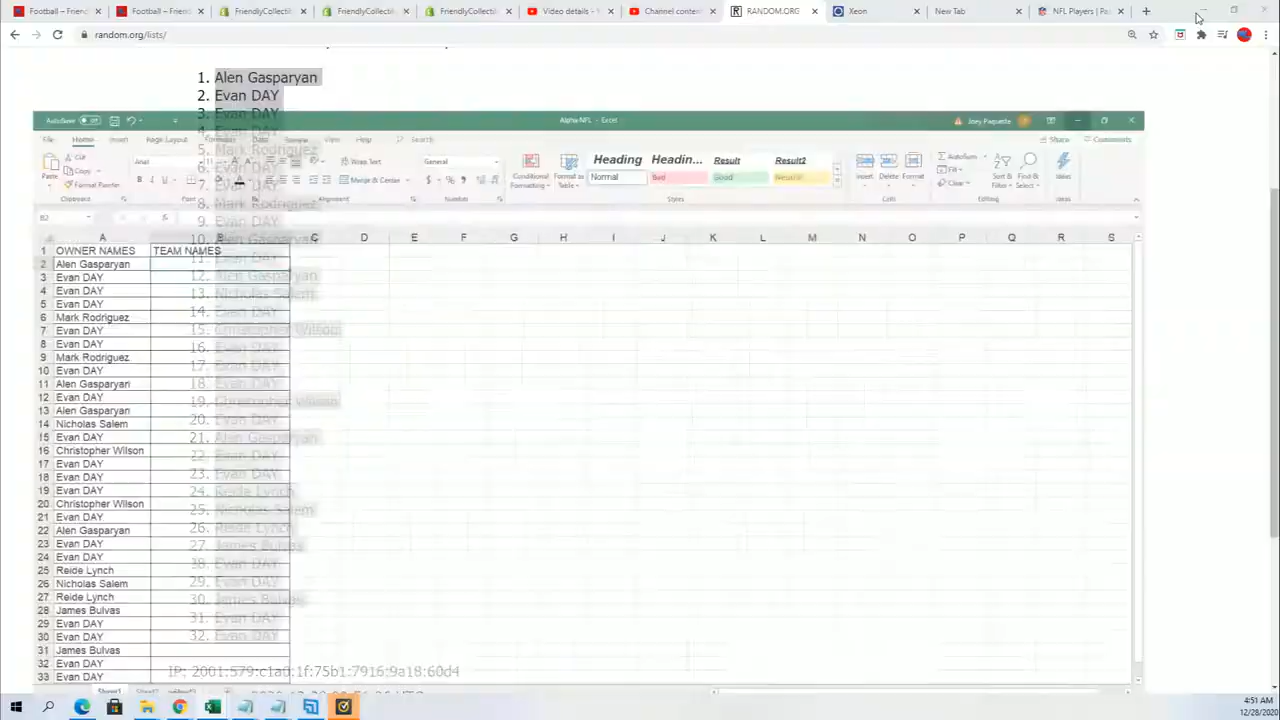 Football – Friend
Football – Friend
FriendlyCollectib
FriendlyCollectib
FriendlyCollectib
Video details - Yo
Channel content
RANDOM.ORG
Xeon
New Tab
NFL Players | Pa
random.org/lists/
1. Alen Gasparyan
2. Evan DAY
3. Evan DAY
4. Evan DAY
5. Mark Rodriguez
6. Evan DAY
7. Evan DAY
8. Mark Rodriguez
9. Evan DAY
10. Alen Gasparyan
11. Evan DAY
12. Alen Gasparyan
13. Nicholas Salem
14. Evan DAY
15. Christopher Wilson
16. Evan DAY
17. Evan DAY
18. Evan DAY
19. Christopher Wilson
20. Evan DAY
21. Alen Gasparyan
22. Evan DAY
23. Evan DAY
24. Reide Lynch
25. Nicholas Salem
26. Reide Lynch
27. James Bulvas
28. Evan DAY
29. Evan DAY
30. James Bulvas
31. Evan DAY
32. Evan DAY
IP: 2001:579:c1a0:1f:75b1:7916:9a18:60d4
AutoSave Off
Alpha NFL - Excel
Joey Paquette
File Home Insert Page Layout Formulas Data Review View Help Search
Share Comments
Paste
Cut
Copy
Format Painter
Clipboard
Arial
Wrap Text
Merge & Center
Alignment
General
Number
Conditional Formatting
Format as Table
Heading Headin... Result Result2
Normal Bad Good Neutral
Styles
Insert Delete Format
Cells
AutoSum
Fill
Clear
Sort & Filter
Find & Select
Ideas
Ideas
B2
A B C D E F G H I J K L M N O P Q R S
1 OWNER NAMES TEAM NAMES
2 Alen Gasparyan
3 Evan DAY
4 Evan DAY
5 Evan DAY
6 Mark Rodriguez
7 Evan DAY
8 Evan DAY
9 Mark Rodriguez
10 Evan DAY
11 Alen Gasparyan
12 Evan DAY
13 Alen Gasparyan
14 Nicholas Salem
15 Evan DAY
16 Christopher Wilson
17 Evan DAY
18 Evan DAY
19 Evan DAY
20 Christopher Wilson
21 Evan DAY
22 Alen Gasparyan
23 Evan DAY
24 Evan DAY
25 Reide Lynch
26 Nicholas Salem
27 Reide Lynch
28 James Bulvas
29 Evan DAY
30 Evan DAY
31 James Bulvas
32 Evan DAY
33 Evan DAY
Sheet1 Sheet2 Sheet3
4:51 AM
12/28/2020